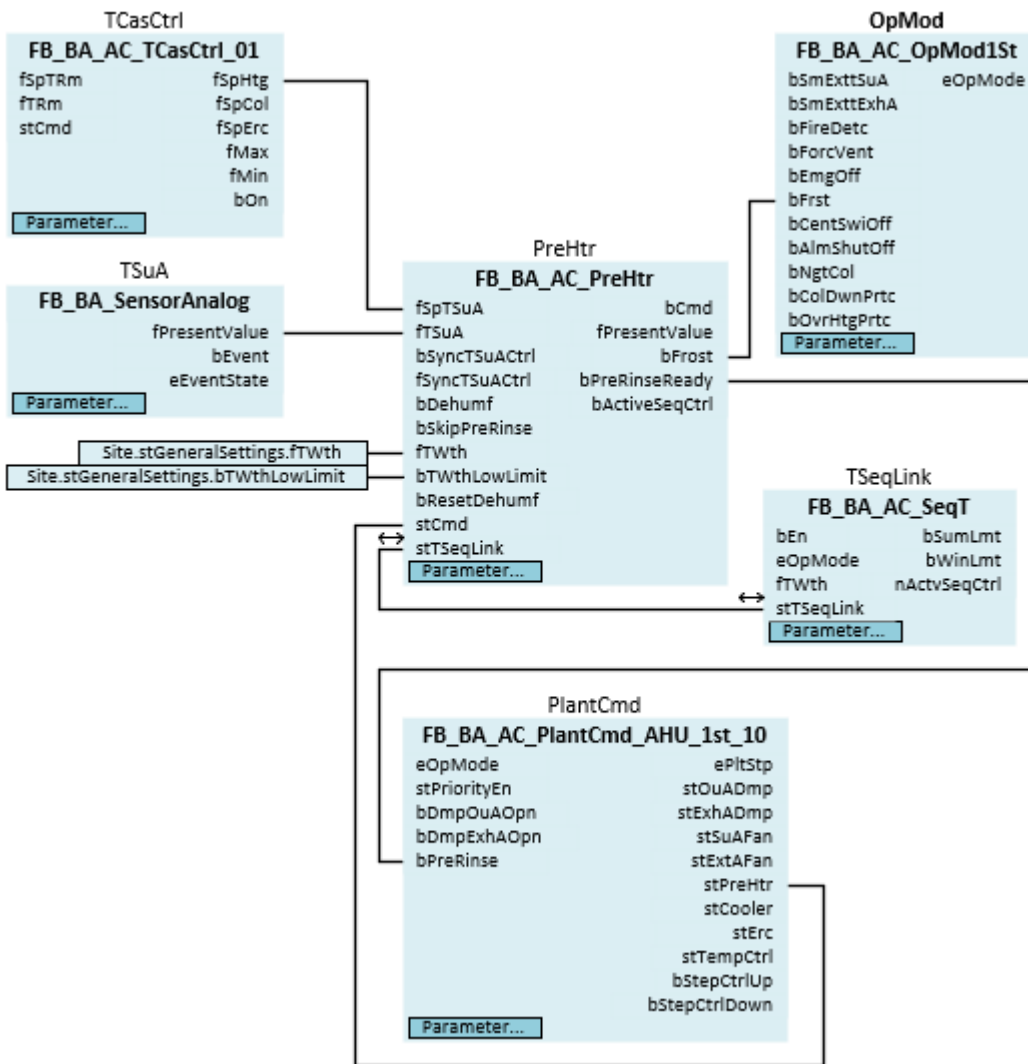 TCasCtrl
FB_BA_AC_TCasCtrl_01
fSpTRm fSpHtg
fTRm fSpCol
stCmd fSpErc
fMax
fMin
bOn
Parameter...
OpMod
FB_BA_AC_OpMod1St
bSmExttSuA eOpMode
bSmExttExhA
bFireDetc
bForcVent
bEmgOff
bFrst
bCentSwiOff
bAlmShutOff
bNgtCol
bColDwnPrtc
bOvrHtgPrtc
Parameter...
TSuA
FB_BA_SensorAnalog
fPresentValue
bEvent
eEventState
Parameter...
Site.stGeneralSettings.fTWth
Site.stGeneralSettings.bTWthLowLimit
PreHtr
FB_BA_AC_PreHtr
fSpTSuA bCmd
fTSuA fPresentValue
bSyncTSuACtrl bFrost
fSyncTSuACtrl bPreRinseReady
bDehumf bActiveSeqCtrl
bSkipPreRinse
fTWth
bTWthLowLimit
bResetDehumf
stCmd
stTSeqLink
Parameter...
TSeqLink
FB_BA_AC_SeqT
bEn bSumLmt
eOpMode bWinLmt
fTWth nActvSeqCtrl
stTSeqLink
Parameter...
PlantCmd
FB_BA_AC_PlantCmd_AHU_1st_10
eOpMode ePltStp
stPriorityEn stOuADmp
bDmpOuAOpn stExhADmp
bDmpExhAOpn stSuAFan
bPreRinse stExtAFan
stPreHtr
stCooler
stErc
stTempCtrl
bStepCtrlUp
bStepCtrlDown
Parameter...